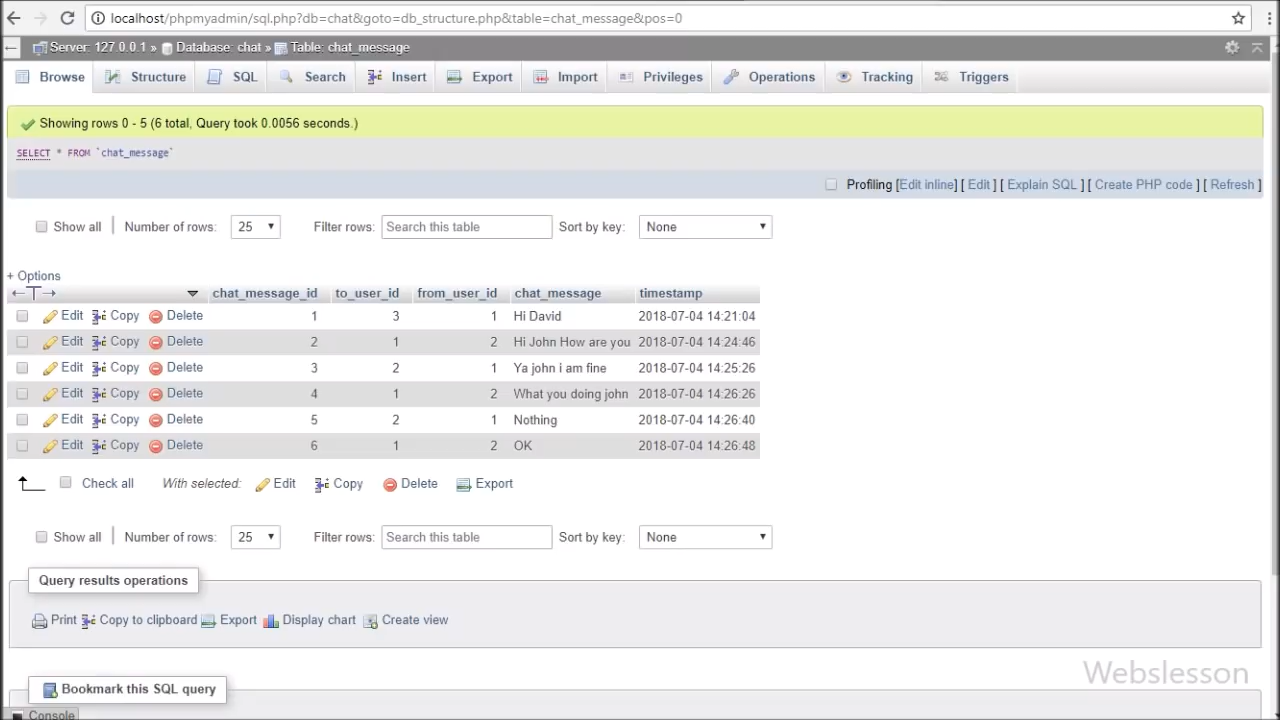 localhost/phpmyadmin/sql.php?db=chat&goto=db_structure.php&table=chat_message&pos=0
Server: 127.0.0.1 » Database: chat » Table: chat_message
Browse Structure SQL Search Insert Export Import Privileges Operations Tracking Triggers
Showing rows 0 - 5 (6 total, Query took 0.0056 seconds.)
SELECT * FROM `chat_message`
Profiling [Edit inline] [ Edit ] [ Explain SQL ] [ Create PHP code ] [ Refresh ]
Show all Number of rows: 25 Filter rows: Search this table Sort by key: None
+ Options
chat_message_id to_user_id from_user_id chat_message timestamp
Edit Copy Delete 1 3 1 Hi David 2018-07-04 14:21:04
Edit Copy Delete 2 1 2 Hi John How are you 2018-07-04 14:24:46
Edit Copy Delete 3 2 1 Ya john i am fine 2018-07-04 14:25:26
Edit Copy Delete 4 1 2 What you doing john 2018-07-04 14:26:26
Edit Copy Delete 5 2 1 Nothing 2018-07-04 14:26:40
Edit Copy Delete 6 1 2 OK 2018-07-04 14:26:48
Check all With selected: Edit Copy Delete Export
Show all Number of rows: 25 Filter rows: Search this table Sort by key: None
Query results operations
Print Copy to clipboard Export Display chart Create view
Webslesson
Bookmark this SQL query
Console